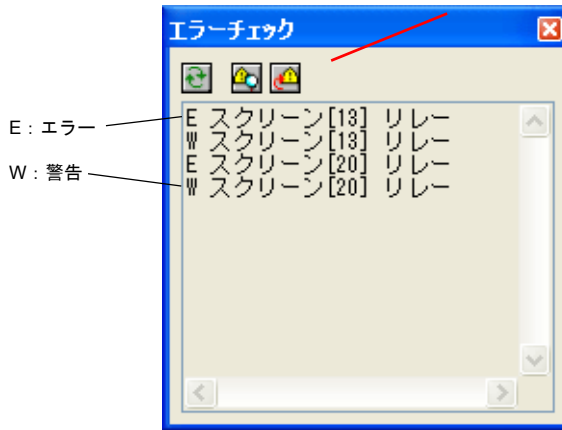 エラーチェック
E：エラー
W：警告
E スクリーン[13] リレー
W スクリーン[13] リレー
E スクリーン[20] リレー
W スクリーン[20] リレー